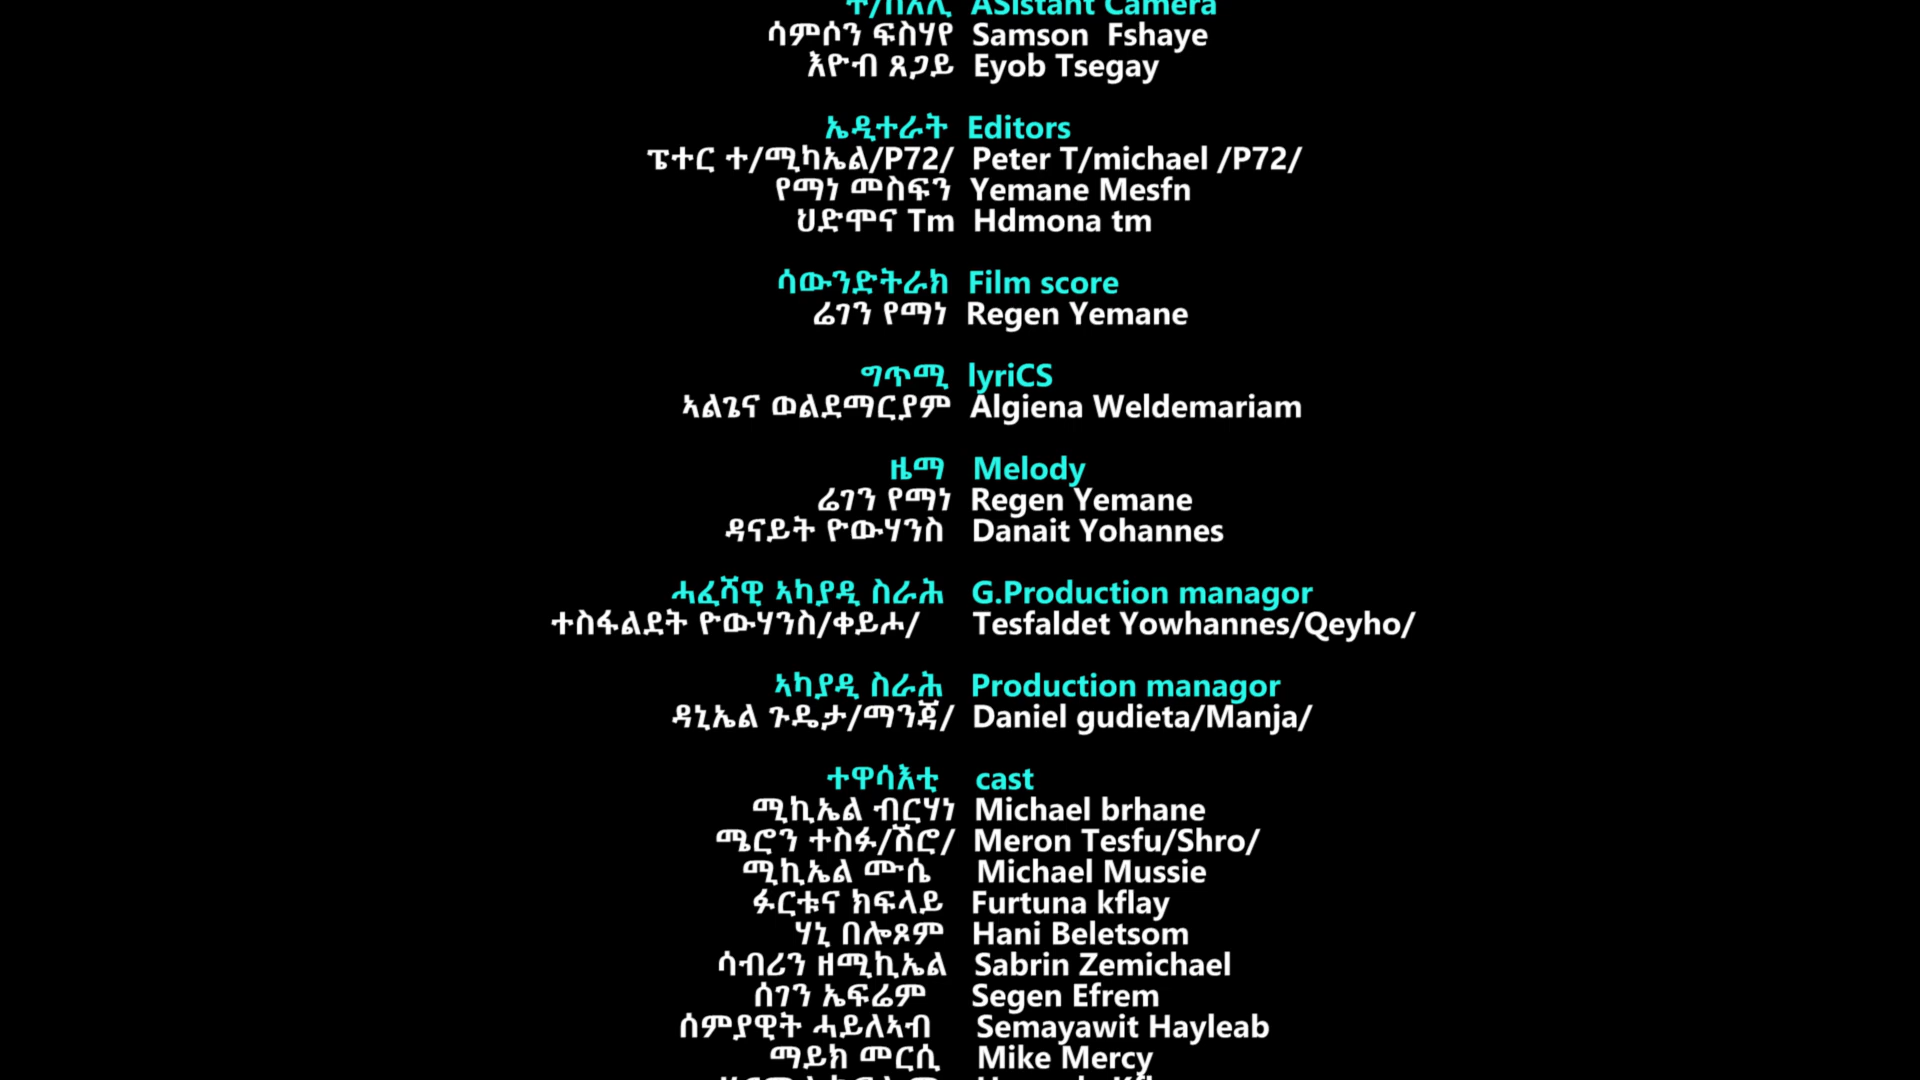 ASistant Camera
ሳምሶን ፍስሃየ Samson Fshaye
እዮብ ጸጋይ Eyob Tsegay
ኤዲተራት Editors
ፔተር ተ/ሚካኤል/P72/ Peter T/michael /P72/
የማነ መስፍን Yemane Mesfn
ህድሞና Tm Hdmona tm
ሳውንድትራክ Film score
ሬገን የማነ Regen Yemane
ግጥሚ lyriCS
ኣልጌና ወልደማርያም Algiena Weldemariam
ዜማ Melody
ሬገን የማነ Regen Yemane
ዳናይት ዮውሃንስ Danait Yohannes
ሓፈሻዊ ኣካያዲ ስራሕ G.Production managor
ተስፋልደት ዮውሃንስ/ቀይሖ/ Tesfaldet Yowhannes/Qeyho/
ኣካያዲ ስራሕ Production managor
ዳኒኤል ጉዴታ/ማንጃ/ Daniel gudieta/Manja/
ተዋሳእቲ cast
ሚኪኤል ብርሃነ Michael brhane
ሜሮን ተስፉ/ሽሮ/ Meron Tesfu/Shro/
ሚኪኤል ሙሴ Michael Mussie
ፉርቱና ክፍላይ Furtuna kflay
ሃኒ በሎጾም Hani Beletsom
ሳብሪን ዘሚኪኤል Sabrin Zemichael
ሰገን ኤፍሬም Segen Efrem
ሰምያዊት ሓይለኣብ Semayawit Hayleab
ማይክ መርሲ Mike Mercy